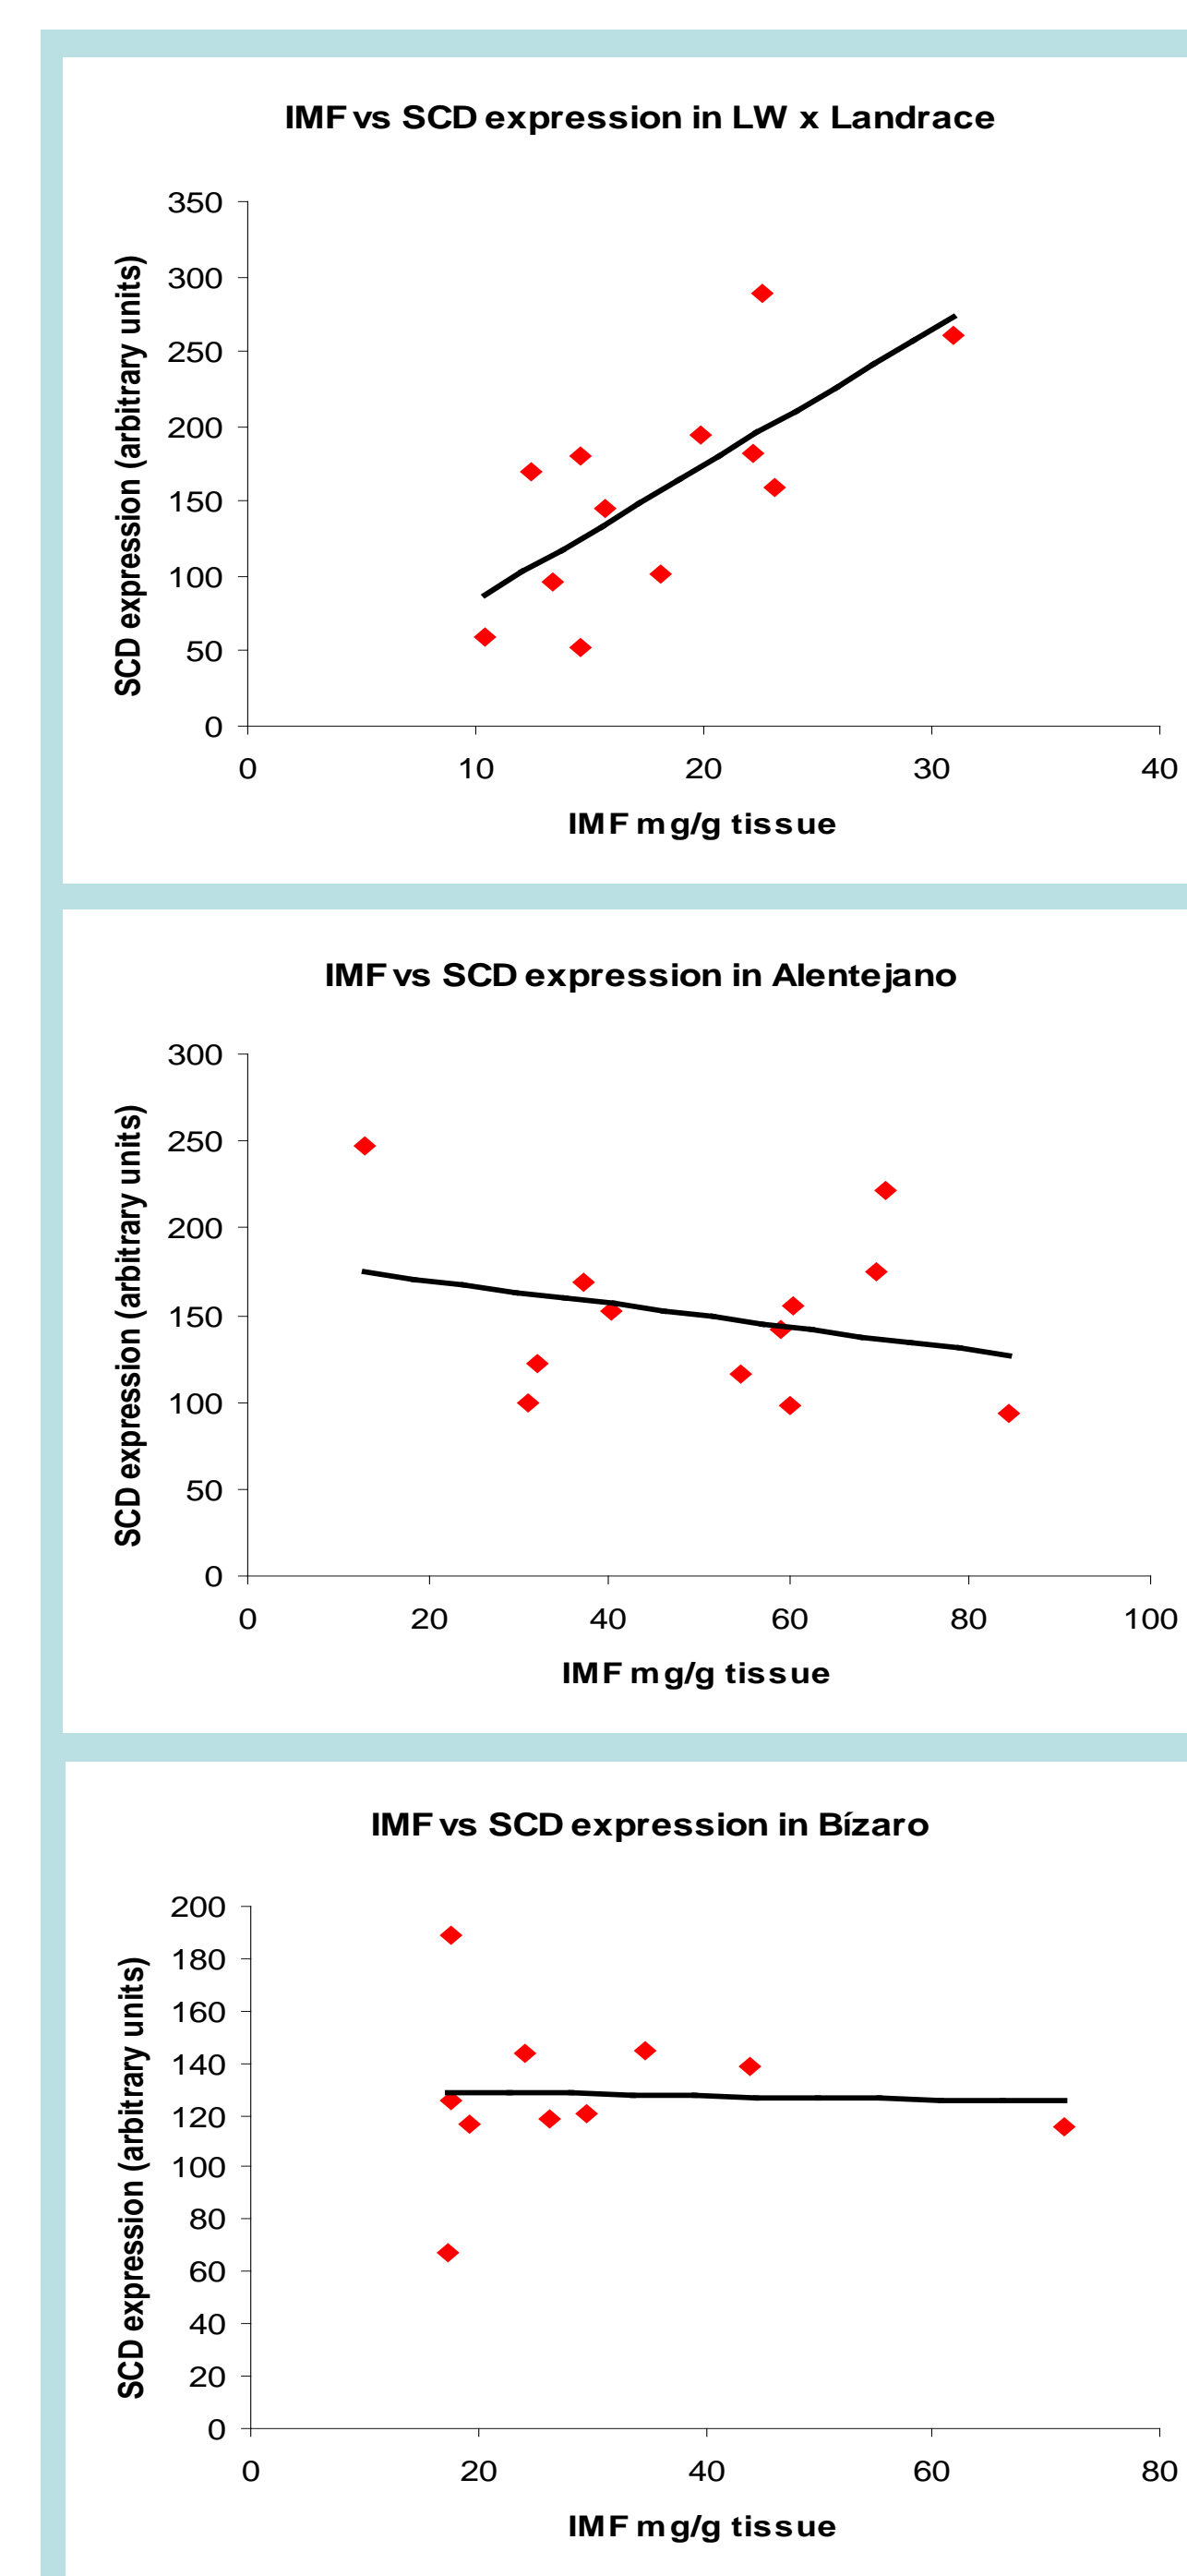 IMF vs SCD expression in LW x Landrace
350
300
250
200
150
100
50
0
SCD expression (arbitrary units)
0 10 20 30 40
IMF mg/g tissue
IMF vs SCD expression in Alentejano
300
250
200
150
100
50
0
SCD expression (arbitrary units)
0 20 40 60 80 100
IMF mg/g tissue
IMF vs SCD expression in Bízaro
200
180
160
140
120
100
80
60
40
20
0
SCD expression (arbitrary units)
0 20 40 60 80
IMF mg/g tissue